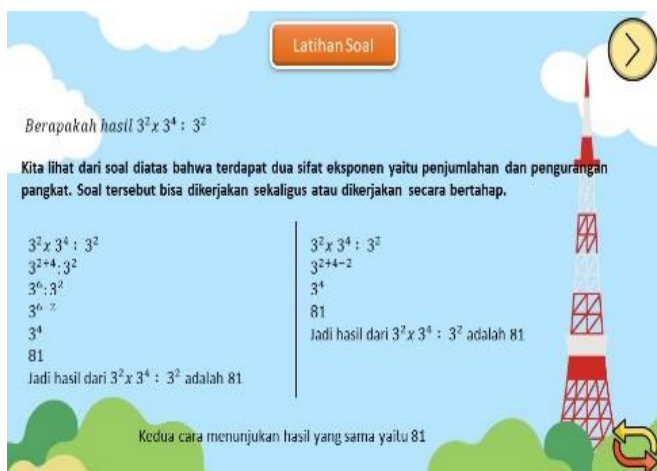 Latihan Soal
Berapakah hasil 3² x 3⁴ : 3²
Kita lihat dari soal diatas bahwa terdapat dua sifat eksponen yaitu penjumlahan dan pengurangan
pangkat. Soal tersebut bisa dikerjakan sekaligus atau dikerjakan secara bertahap.
3² x 3⁴ : 3²
3²⁺⁴ : 3²
3⁶ : 3²
3⁶⁻²
3⁴
81
Jadi hasil dari 3² x 3⁴ : 3² adalah 81
3² x 3⁴ : 3²
3²⁺⁴⁻²
3⁴
81
Jadi hasil dari 3² x 3⁴ : 3² adalah 81
Kedua cara menunjukan hasil yang sama yaitu 81